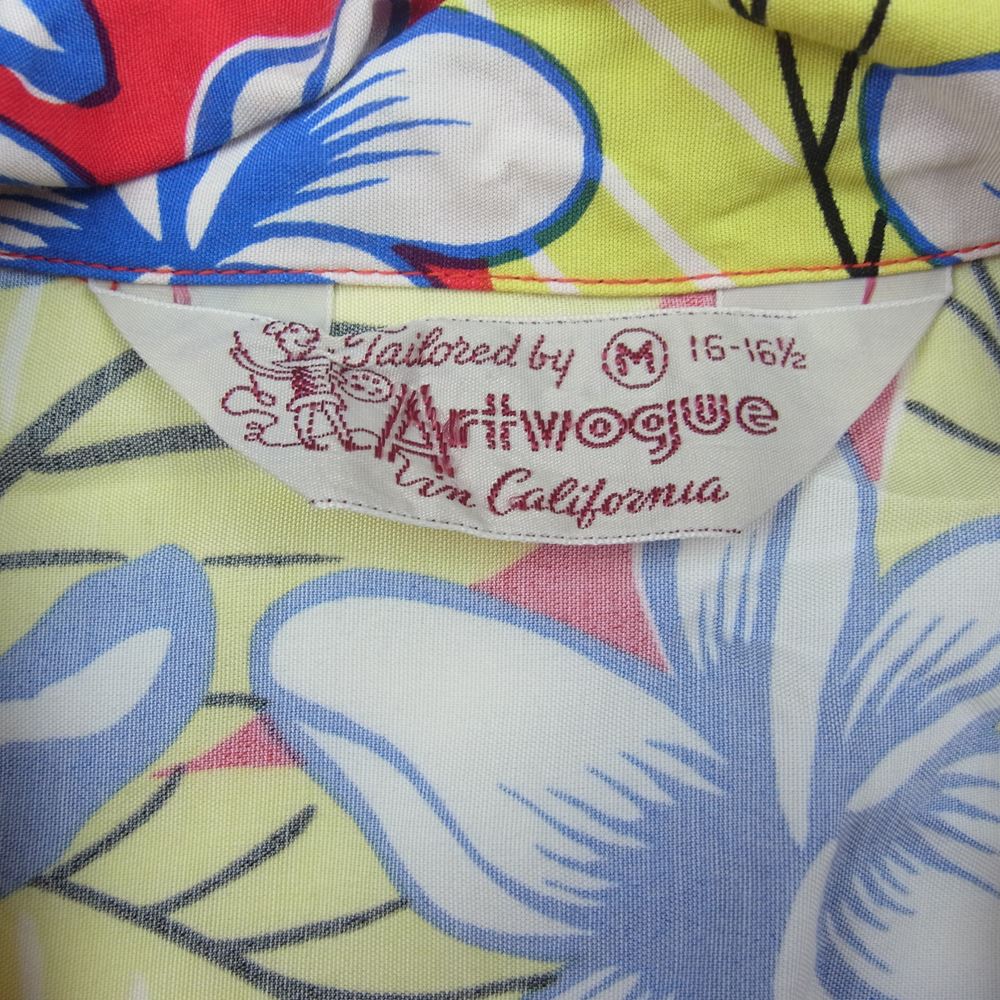 Tailored by M 16-16½
Artvogue
in California